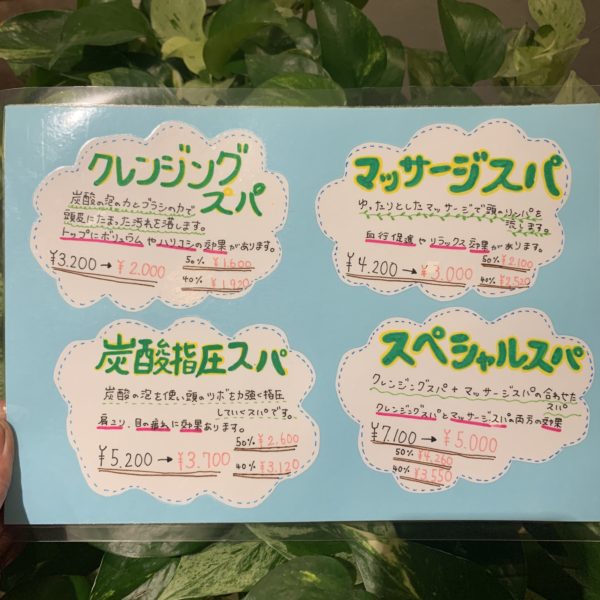 クレンジング
スパ
炭酸の泡の力とブラシの力で
頭皮にたまった汚れを落します。
トップにボリュウムやハリコシの効果があります。
¥3.200→¥2.000
50% ¥1.600
40% ¥1.920
マッサージスパ
ゆったりとしたマッサージで頭のリンパを
流します。
血行促進やリラックス効果があります。
¥4.200→¥3.000
50% ¥2.100
40% ¥2.520
炭酸指圧スパ
炭酸の泡を使い、頭のツボを力強く指圧
していくスパです。
肩こり、目の疲れに効果あります。
¥5.200→¥3.700
50% ¥2.600
40% ¥3.120
スペシャルスパ
クレンジングスパ+マッサージスパの合わせた
スパ
クレンジングスパとマッサージスパの両方の効果
¥7.100→¥5.000
50% ¥4.260
40% ¥3.550